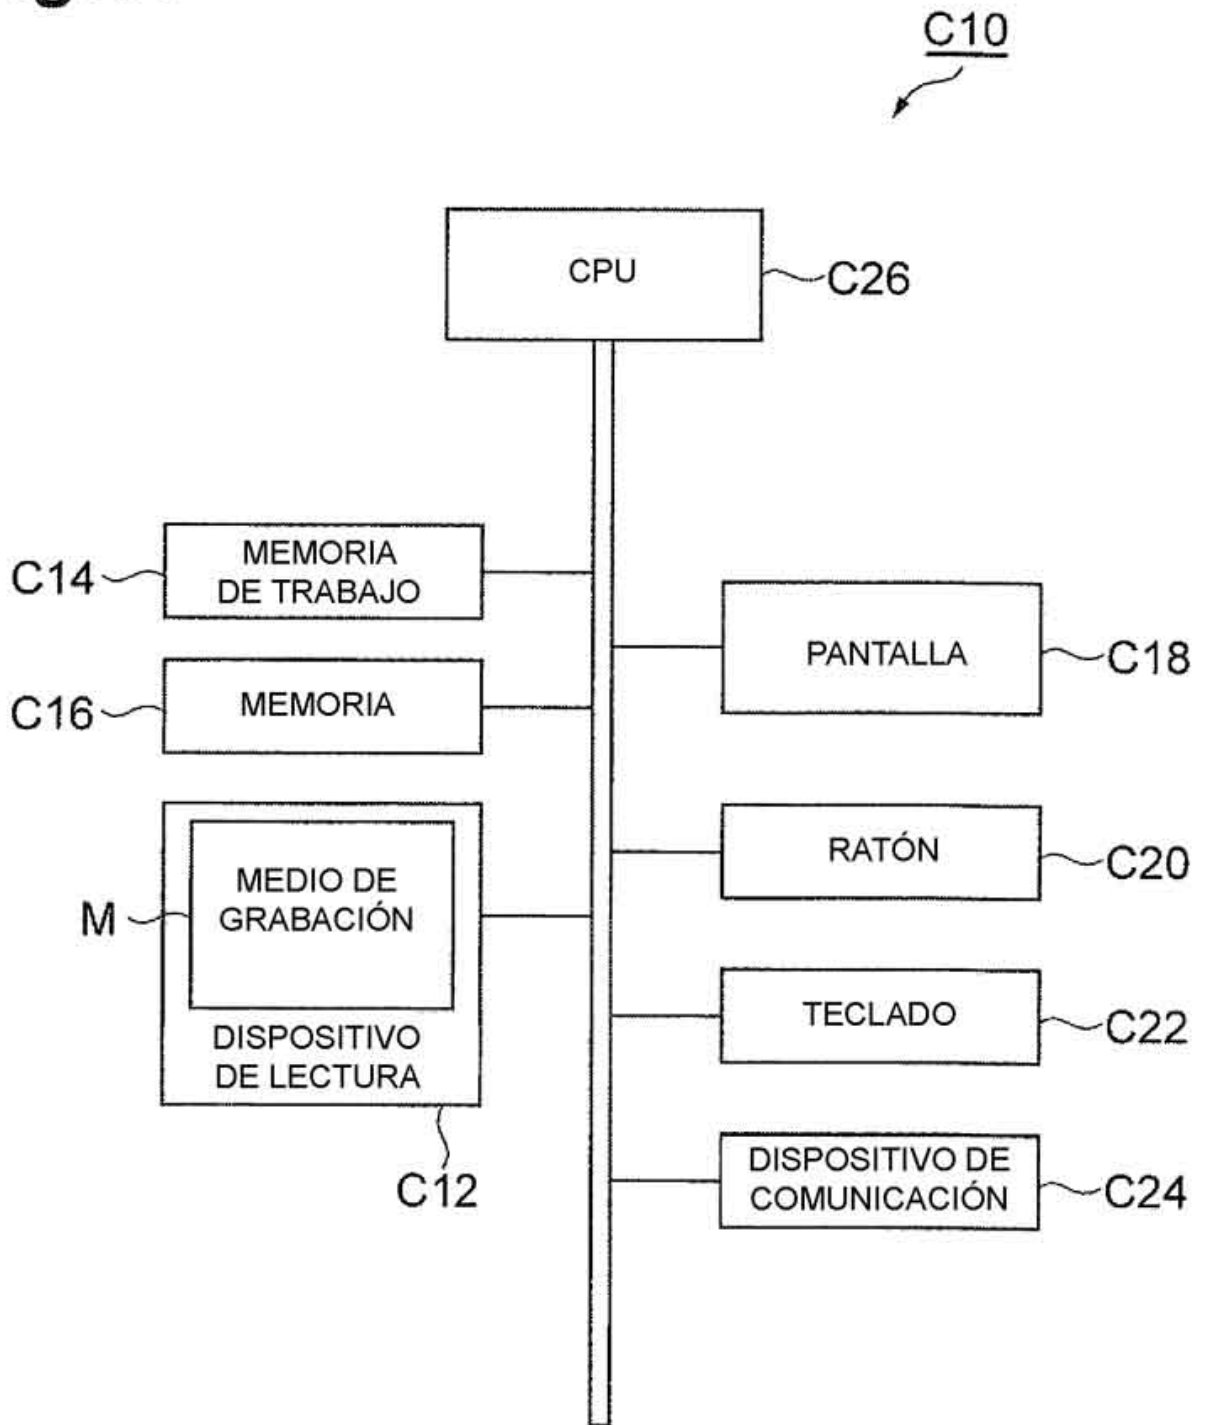 C10
CPU
C26
MEMORIA
DE TRABAJO
C14
MEMORIA
C16
PANTALLA
C18
MEDIO DE
GRABACIÓN
M
DISPOSITIVO
DE LECTURA
C12
RATÓN
C20
TECLADO
C22
DISPOSITIVO DE
COMUNICACIÓN
C24